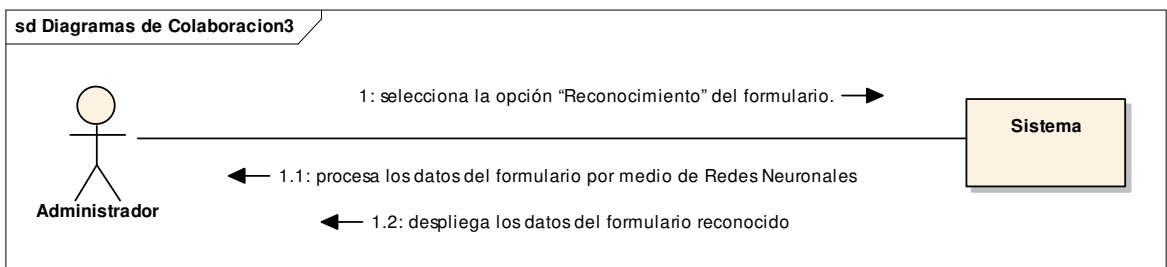 sd Diagramas de Colaboracion3
1: selecciona la opción “Reconocimiento” del formulario.
Sistema
1.1: procesa los datos del formulario por medio de Redes Neuronales
Administrador
1.2: despliega los datos del formulario reconocido